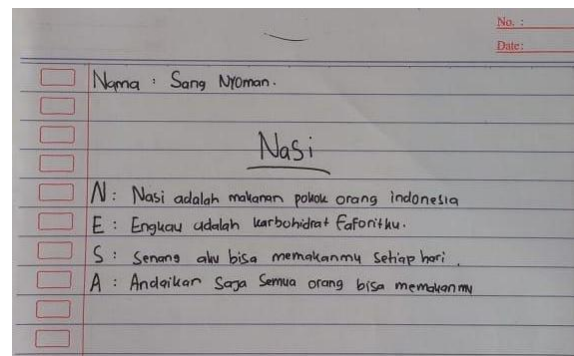 No. :
Date:
Nama : Sang Nyoman.
Nasi
N : Nasi adalah makanan pokok orang indonesia
E : Engkau adalah karbohidrat Faforitku.
S : Senang aku bisa memakanmu setiap hari.
A : Andaikan saja Semua orang bisa memakanmu